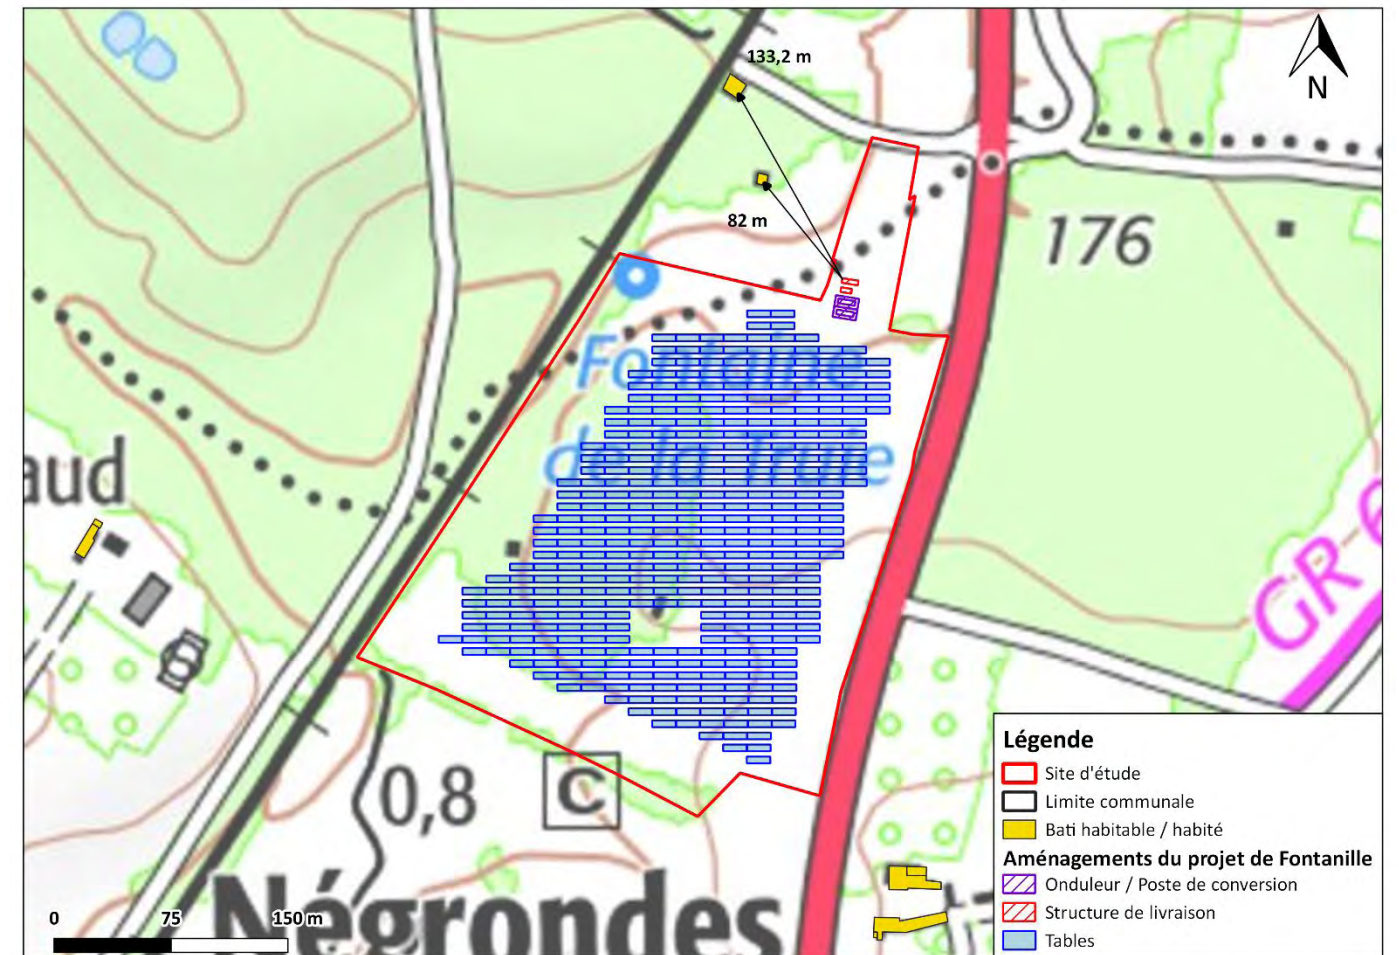 133,2 m
N
82 m
176
Fontaine
de la Truie
aud
GR 6
0,8
C
Négrondes
0 75 150 m
Légende
Site d'étude
Limite communale
Bati habitable / habité
Aménagements du projet de Fontanille
Onduleur / Poste de conversion
Structure de livraison
Tables